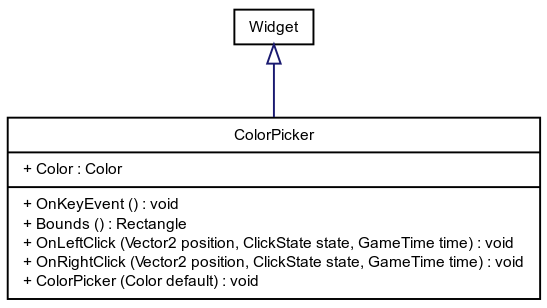 Widget
ColorPicker
+ Color : Color
+ OnKeyEvent () : void
+ Bounds () : Rectangle
+ OnLeftClick (Vector2 position, ClickState state, GameTime time) : void
+ OnRightClick (Vector2 position, ClickState state, GameTime time) : void
+ ColorPicker (Color default) : void